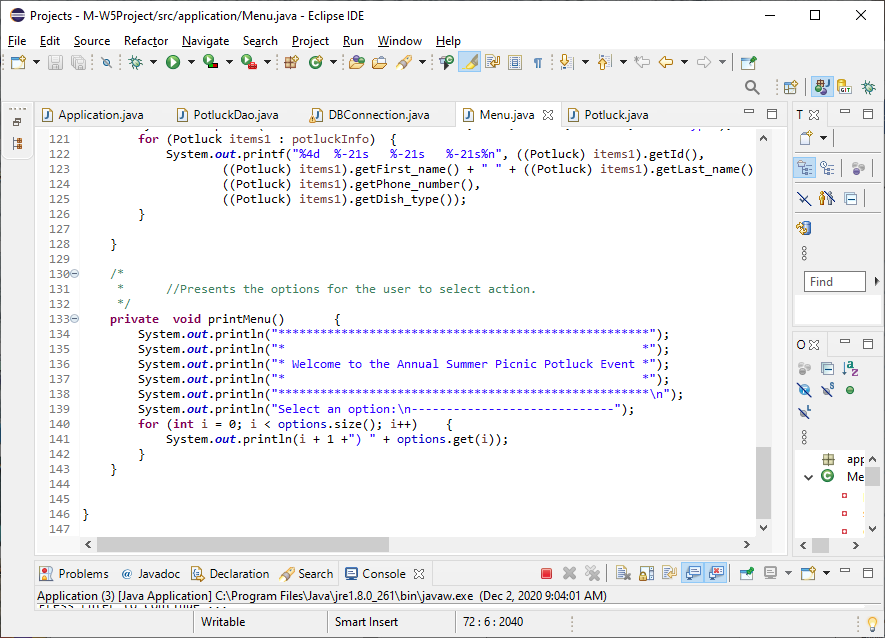 Projects - M-W5Project/src/application/Menu.java - Eclipse IDE
File Edit Source Refactor Navigate Search Project Run Window Help
Application.java PotluckDao.java DBConnection.java Menu.java Potluck.java T
121 for (Potluck items1 : potluckInfo) {
122 System.out.printf("%4d %-21s %-21s %-21s%n", ((Potluck) items1).getId(),
123 ((Potluck) items1).getFirst_name() + " " + ((Potluck) items1).getLast_name()
124 ((Potluck) items1).getPhone_number(),
125 ((Potluck) items1).getDish_type());
126 }
127
128 }
129
130 /*
131 * //Presents the options for the user to select action.
132 */
133 private void printMenu() {
134 System.out.println("*****************************************************");
135 System.out.println("*                                                   *");
136 System.out.println("* Welcome to the Annual Summer Picnic Potluck Event *");
137 System.out.println("*                                                   *");
138 System.out.println("*****************************************************\n");
139 System.out.println("Select an option:\n-----------------------------");
140 for (int i = 0; i < options.size(); i++) {
141 System.out.println(i + 1 +") " + options.get(i));
142 }
143 }
144
145
146 }
147
Find
O
app
Me
Problems @ Javadoc Declaration Search Console
Application (3) [Java Application] C:\Program Files\Java\jre1.8.0_261\bin\javaw.exe (Dec 2, 2020 9:04:01 AM)
Press Enter to continue ...
Writable Smart Insert 72 : 6 : 2040